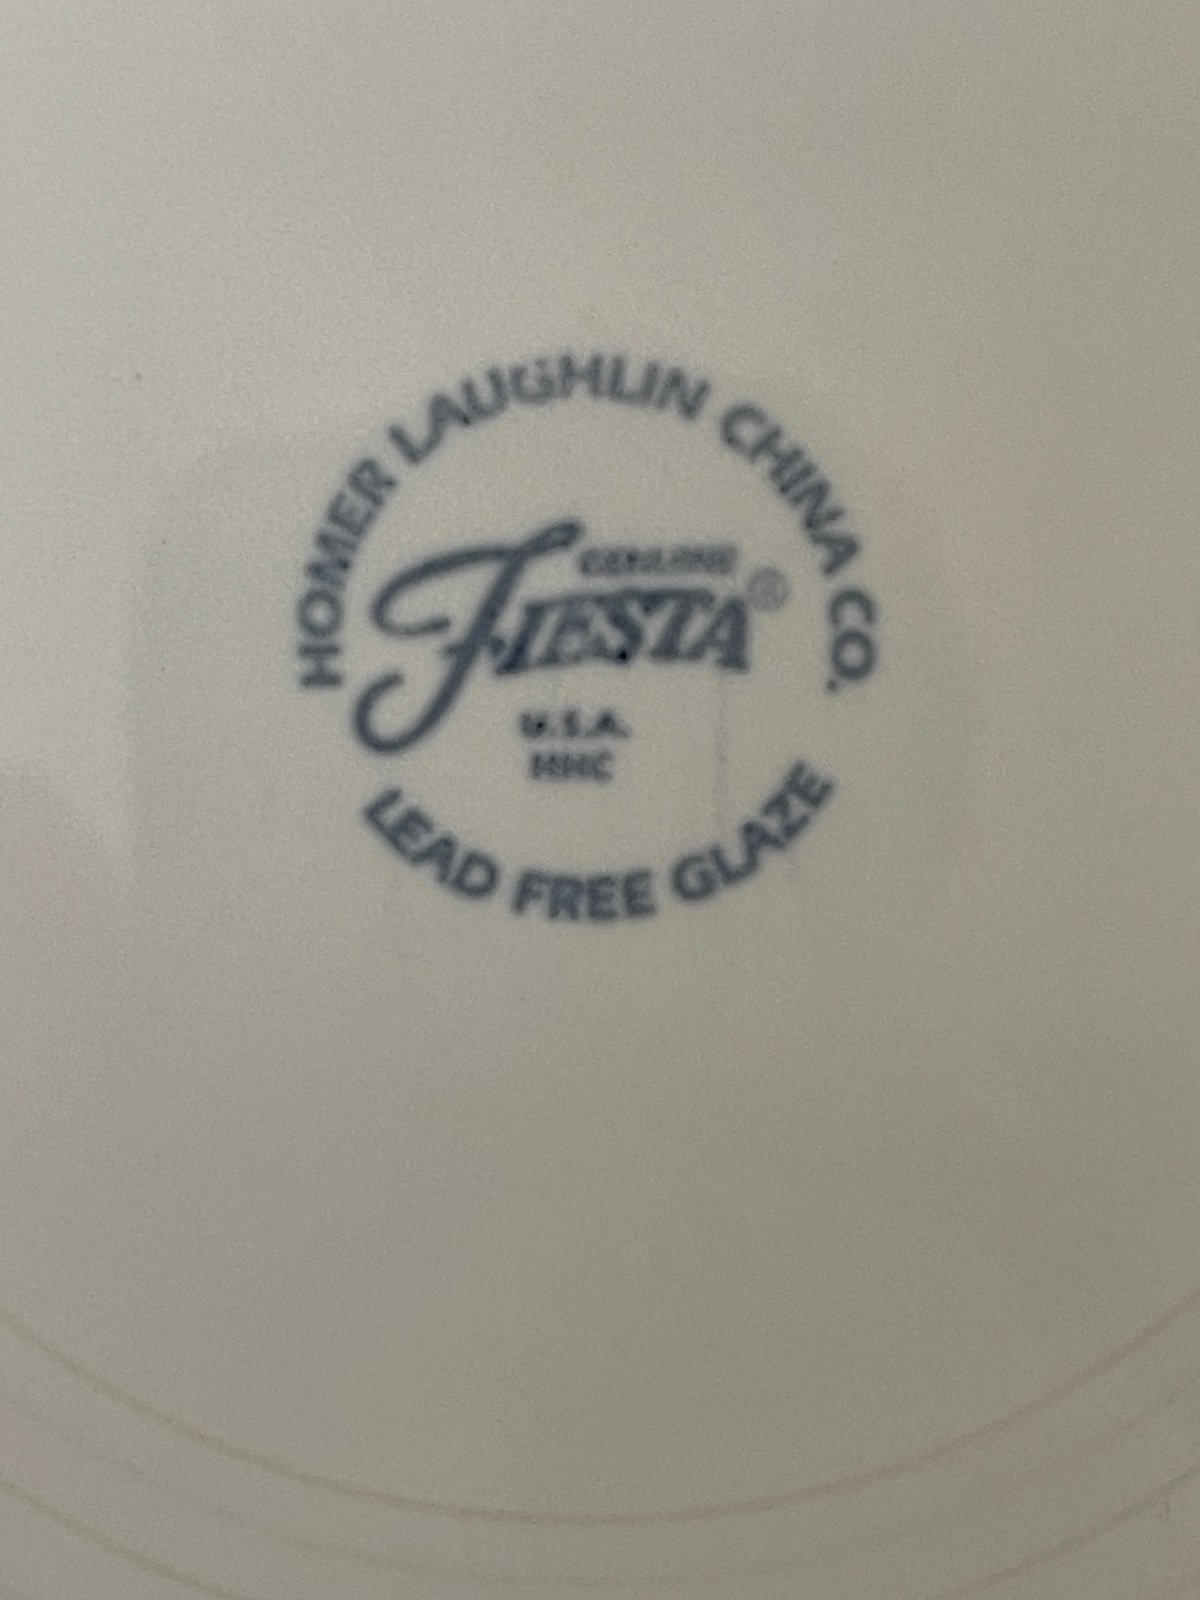 HOMER LAUGHLIN CHINA CO.
GENUINE
FIESTA®
U.S.A.
HHC
LEAD FREE GLAZE